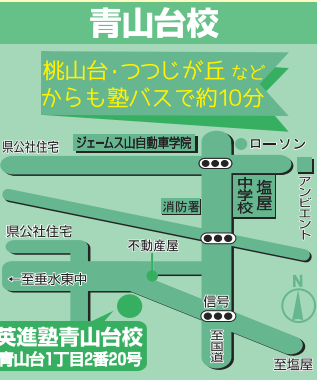 青山台校
桃山台・つつじが丘 など
からも塾バスで約10分
県公社住宅
ジェームス山自動車学院
ローソン
アンビエント
塩屋
中学校
消防署
県公社住宅
不動産屋
←至垂水東中
信号
N
至国道
英進塾青山台校
青山台1丁目2番20号
至塩屋